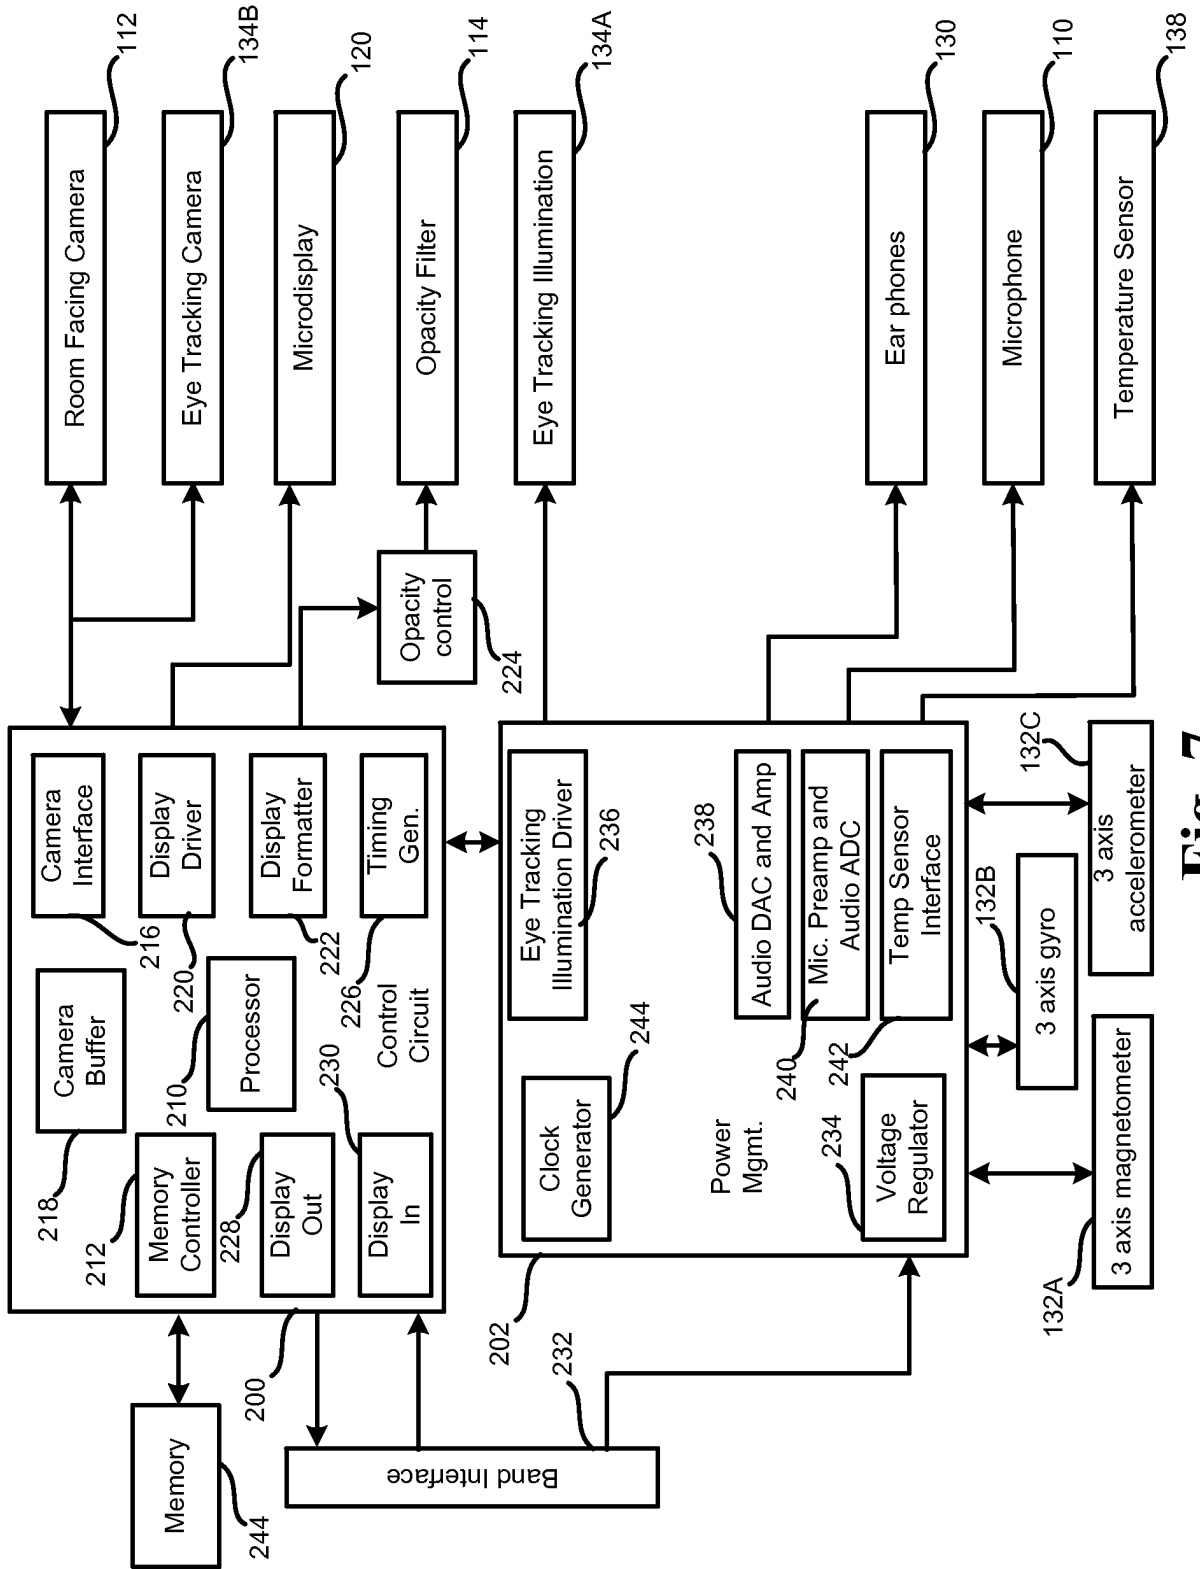 Room Facing Camera
112
Eye Tracking Camera
134B
Microdisplay
120
Opacity Filter
114
Eye Tracking Illumination
134A
Ear phones
130
Microphone
110
Temperature Sensor
138
Opacity
control
224
Camera
Interface
216
Display
Driver
220
Display
Formatter
222
Timing
Gen.
226
Camera
Buffer
218
Processor
210
Control
Circuit
Memory
Controller
212
Display
Out
228
Display
In
230
200
Memory
244
Band Interface
232
Eye Tracking
Illumination Driver
236
Audio DAC and Amp
238
Mic. Preamp and
Audio ADC
240
Temp Sensor
Interface
242
Clock
Generator
244
Power
Mgmt.
Voltage
Regulator
234
202
3 axis magnetometer
132A
3 axis gyro
132B
3 axis
accelerometer
132C
Fig. 7